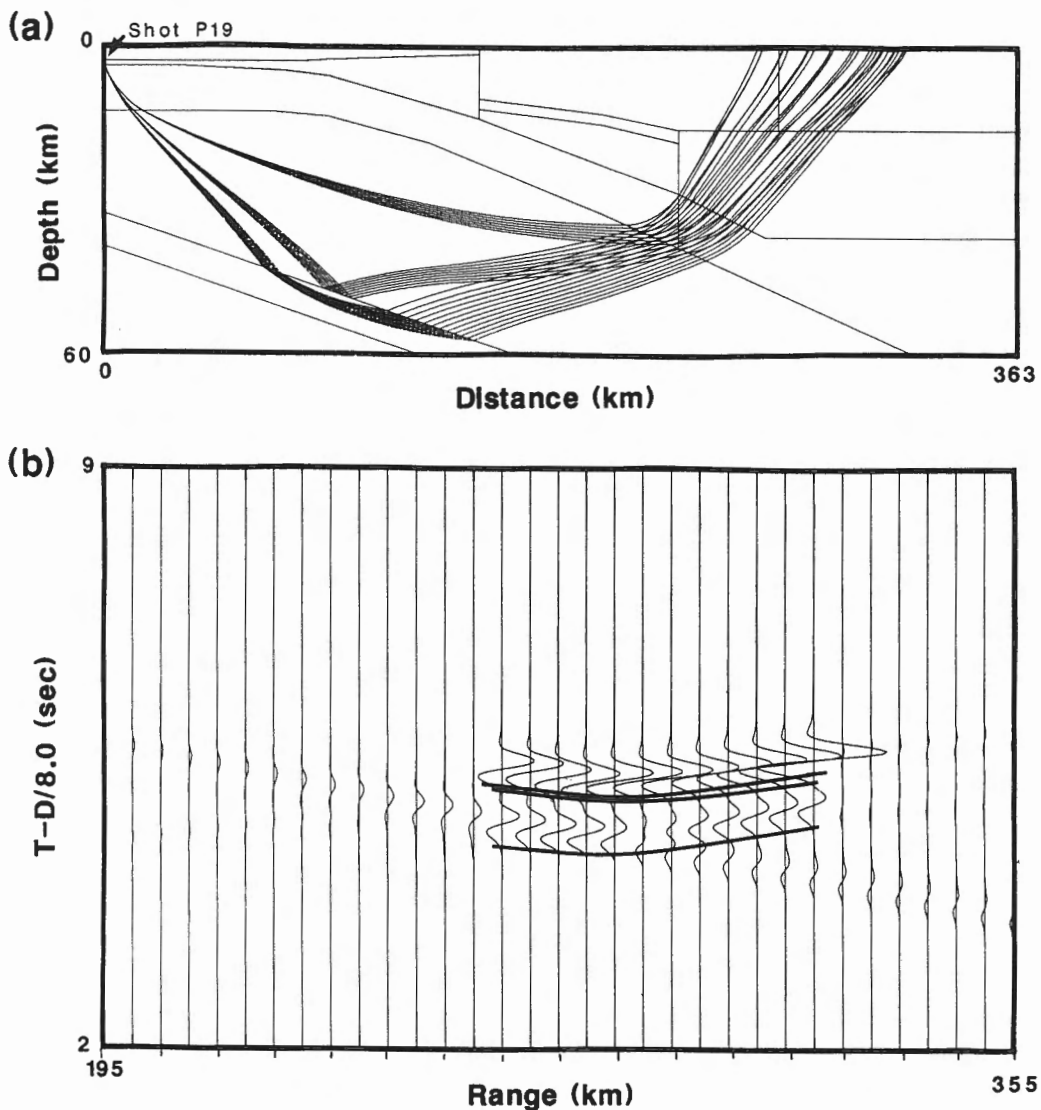 (a)
Shot P19
0
Depth (km)
60
0
363
Distance (km)
(b)
9
T-D/8.0 (sec)
2
195
355
Range (km)